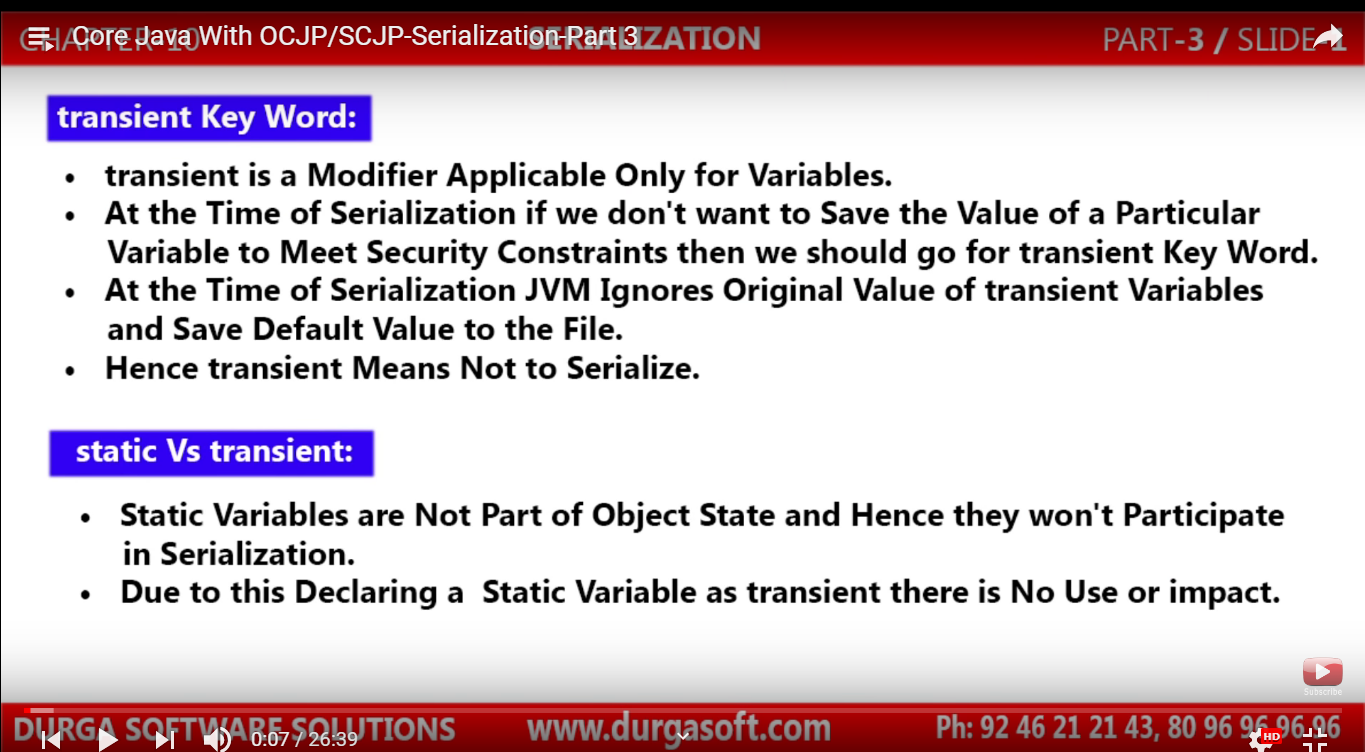 CHAPTER-10 SERIALIZATION PART-3 / SLIDE-1
Core Java With OCJP/SCJP-Serialization-Part 3
transient Key Word:
• transient is a Modifier Applicable Only for Variables.
• At the Time of Serialization if we don't want to Save the Value of a Particular
Variable to Meet Security Constraints then we should go for transient Key Word.
• At the Time of Serialization JVM Ignores Original Value of transient Variables
and Save Default Value to the File.
• Hence transient Means Not to Serialize.
static Vs transient:
• Static Variables are Not Part of Object State and Hence they won't Participate
in Serialization.
• Due to this Declaring a Static Variable as transient there is No Use or impact.
Subscribe
DURGA SOFTWARE SOLUTIONS www.durgasoft.com Ph: 92 46 21 21 43, 80 96 96 96 96
0:07 / 26:39 HD